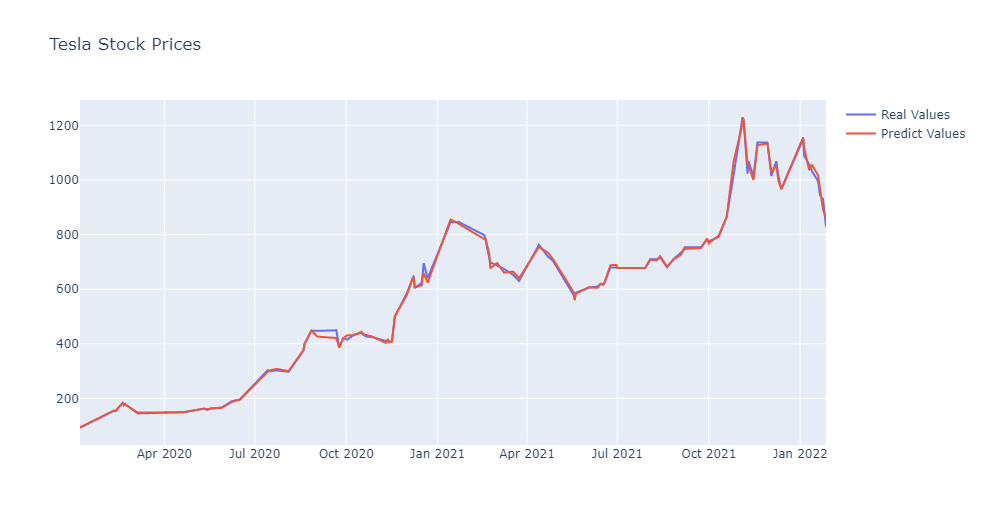 Tesla Stock Prices
Real Values
Predict Values
1200
1000
800
600
400
200
Apr 2020
Jul 2020
Oct 2020
Jan 2021
Apr 2021
Jul 2021
Oct 2021
Jan 2022